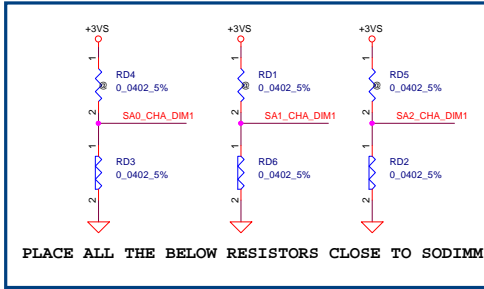 +3VS +3VS +3VS
1 1 1
RD4 RD1 RD5
@ 0_0402_5% @ 0_0402_5% @ 0_0402_5%
2 2 2
SA0_CHA_DIM1 SA1_CHA_DIM1 SA2_CHA_DIM1
1 1 1
RD3 RD6 RD2
0_0402_5% 0_0402_5% 0_0402_5%
2 2 2
PLACE ALL THE BELOW RESISTORS CLOSE TO SODIMM